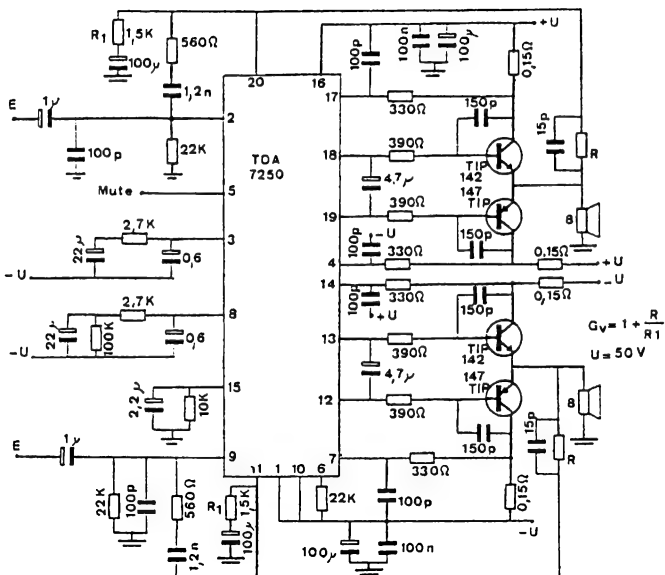 R1
1,5K
100µ
560Ω
1,2n
E
1µ
100p
22K
Mute
2,7K
22µ
0,6
-U
2,7K
22µ
100K
0,6
-U
2,2µ
10K
E
1µ
22K
100p
560Ω
1,2n
R1
1,5K
100µ
TDA
7250
20
16
2
5
3
8
15
9
11
1
10
6
17
18
19
4
14
13
12
7
22K
100µ
100n
100p
-U
100p
330Ω
390Ω
4,7µ
390Ω
-U
100p
330Ω
330Ω
100p
+U
390Ω
4,7µ
390Ω
330Ω
100n
100µ
+U
0,15Ω
150p
TIP
142
147
TIP
150p
0,15Ω
+U
-U
0,15Ω
150p
TIP
142
147
TIP
150p
0,15Ω
15p
R
8
15p
R
8
Gv = 1 + R
R1
U = 50 V